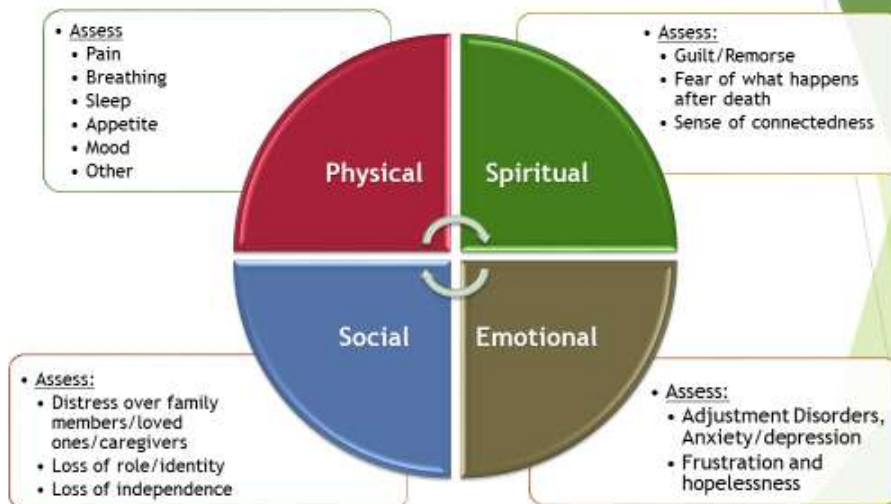 • Assess
• Pain
• Breathing
• Sleep
• Appetite
• Mood
• Other
• Assess:
• Guilt/Remorse
• Fear of what happens
after death
• Sense of connectedness
Physical
Spiritual
Social
Emotional
• Assess:
• Distress over family
members/loved
ones/caregivers
• Loss of role/identity
• Loss of independence
• Assess:
• Adjustment Disorders,
Anxiety/depression
• Frustration and
hopelessness